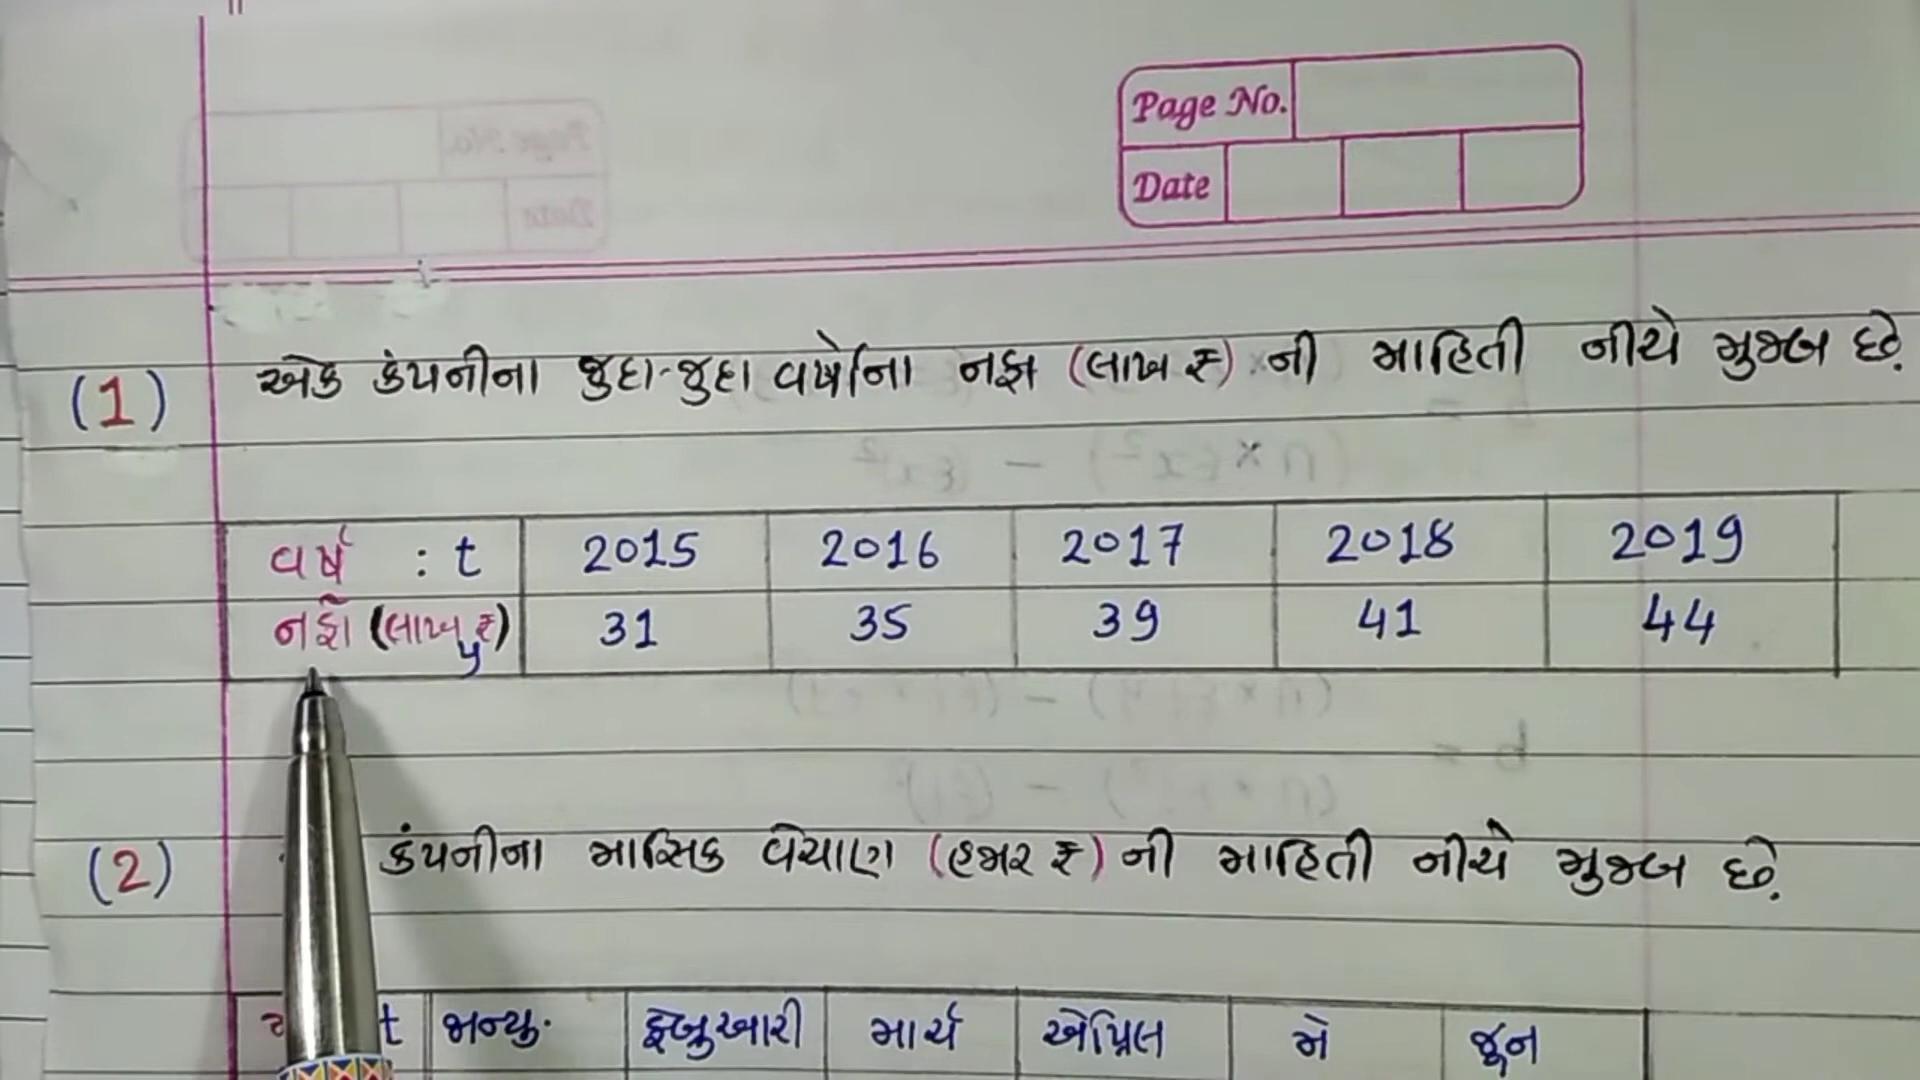 Page No.
Date
(1) એક કંપનીના જુદા-જુદા વર્ષોના નફા (લાખ ₹) ની માહિતી નીચે મુજબ છે.
વર્ષ : t 2015 2016 2017 2018 2019
નફો (લાખ ₹) y 31 35 39 41 44
(2) કંપનીના માસિક વેચાણ (હજાર ₹) ની માહિતી નીચે મુજબ છે.
t જાન્યુ. ફેબ્રુઆરી માર્ચ એપ્રિલ મે જૂન